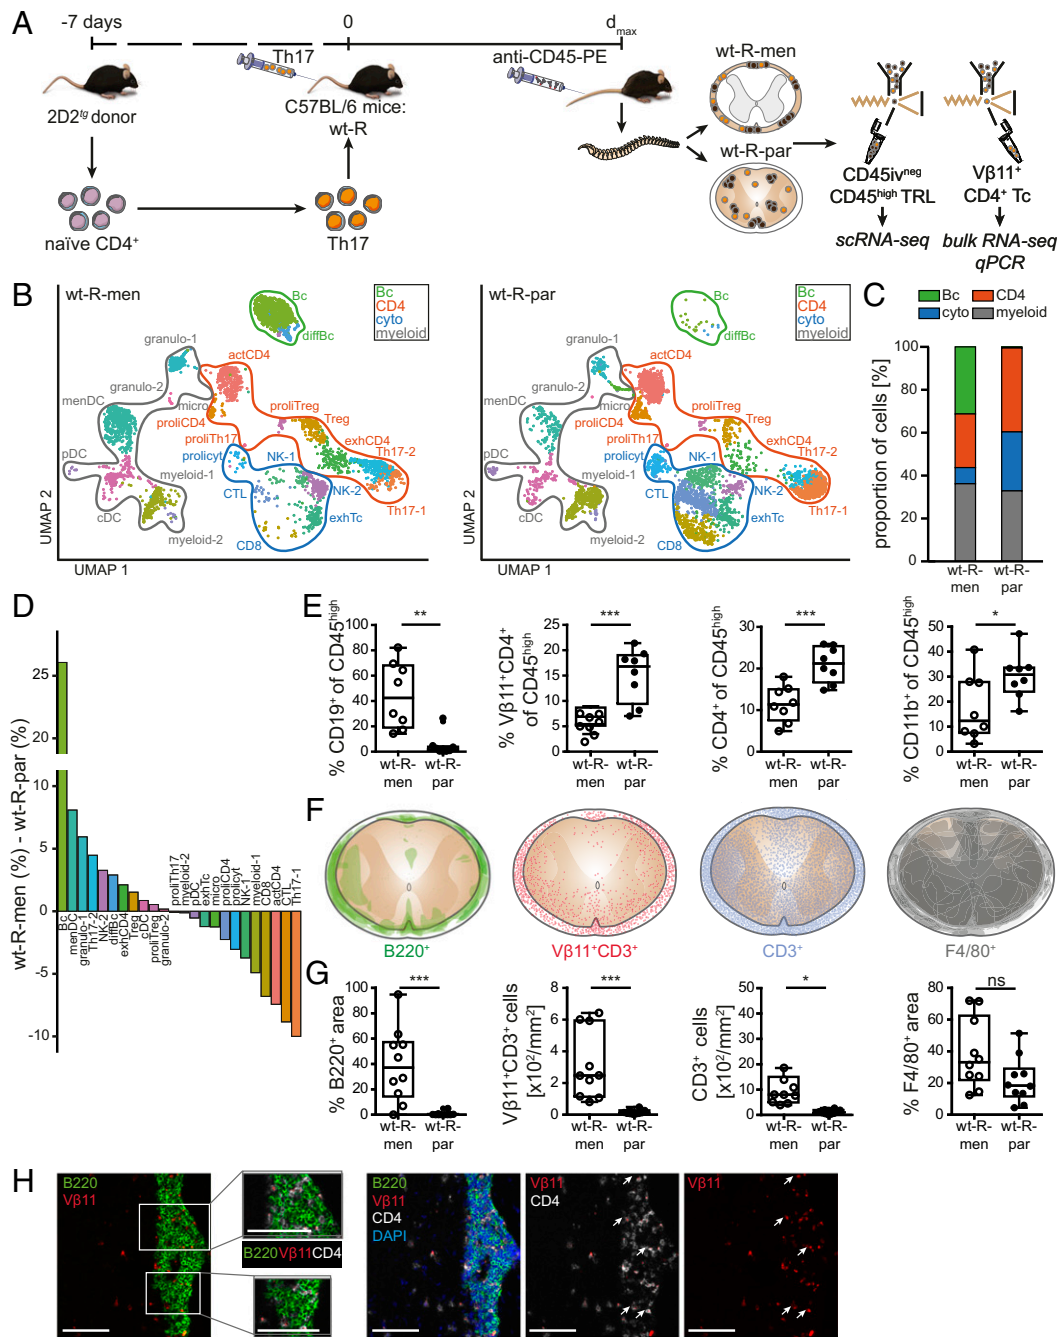 A
-7 days
0
d max
Th17
anti-CD45-PE
wt-R-men
2D2tg donor
C57BL/6 mice:
wt-R
wt-R-par
CD45ivneg
CD45high TRL
Vβ11+
CD4+ Tc
naïve CD4+
Th17
scRNA-seq
bulk RNA-seq
qPCR
B
wt-R-men
Bc
Bc
CD4
cyto
myeloid
diffBc
granulo-1
actCD4
granulo-2
menDC
micro
proliTreg
proliCD4
Treg
proliTh17
exhCD4
prolicyt
NK-1
Th17-2
pDC
myeloid-1
CTL
NK-2
Th17-1
cDC
exhTc
myeloid-2
CD8
UMAP 2
UMAP 1
wt-R-par
Bc
Bc
CD4
cyto
myeloid
diffBc
granulo-1
actCD4
granulo-2
menDC
micro
proliTreg
proliCD4
Treg
proliTh17
exhCD4
prolicyt
NK-1
Th17-2
pDC
myeloid-1
CTL
NK-2
Th17-1
cDC
exhTc
myeloid-2
CD8
UMAP 2
UMAP 1
C
Bc
CD4
cyto
myeloid
proportion of cells [%]
100
80
60
40
20
0
wt-R-
men
wt-R-
par
D
wt-R-men (%) - wt-R-par (%)
25
20
10
5
0
-5
-10
Bc
menDC
granulo-1
Th17-2
NK-2
diffBc
exhCD4
Treg
cDC
proliTreg
granulo-2
proliTh17
myeloid-2
pDC
exhTc
micro
proliCD4
prolicyt
NK-1
myeloid-1
CD8
actCD4
CTL
Th17-1
E
% CD19+ of CD45high
100
80
60
40
20
0
**
wt-R-
men
wt-R-
par
% Vβ11+CD4+
of CD45high
25
20
15
10
5
0
***
wt-R-
men
wt-R-
par
% CD4+ of CD45high
30
20
10
0
***
wt-R-
men
wt-R-
par
% CD11b+ of CD45high
50
40
30
20
10
0
*
wt-R-
men
wt-R-
par
F
B220+
Vβ11+CD3+
CD3+
F4/80+
G
% B220+ area
100
80
60
40
20
0
***
wt-R-
men
wt-R-
par
Vβ11+CD3+ cells
[x10²/mm²]
8
6
4
2
0
***
wt-R-
men
wt-R-
par
CD3+ cells
[x10²/mm²]
50
40
30
20
10
0
*
wt-R-
men
wt-R-
par
% F4/80+ area
80
60
40
20
0
ns
wt-R-
men
wt-R-
par
H
B220
Vβ11
B220Vβ11CD4
B220
Vβ11
CD4
DAPI
Vβ11
CD4
Vβ11